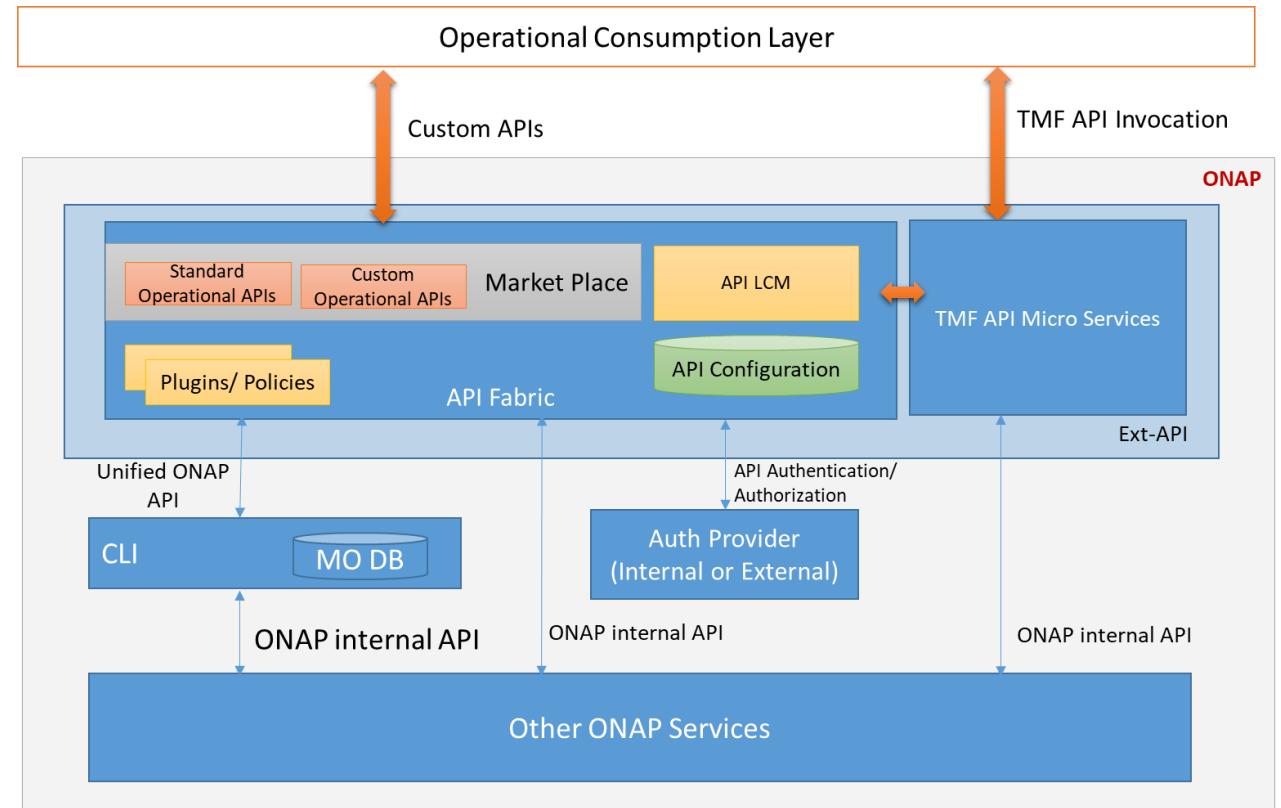 Operational Consumption Layer
Custom APIs
TMF API Invocation
ONAP
Standard
Operational APIs
Custom
Operational APIs
Market Place
API LCM
TMF API Micro Services
API Configuration
Plugins/ Policies
API Fabric
Ext-API
Unified ONAP
API
API Authentication/
Authorization
CLI
MO DB
Auth Provider
(Internal or External)
ONAP internal API
ONAP internal API
ONAP internal API
Other ONAP Services